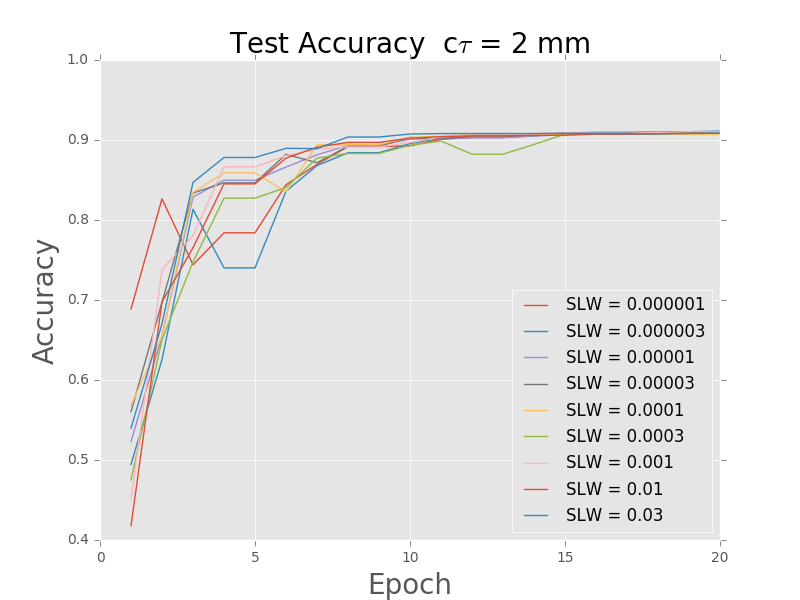 Test Accuracy cτ = 2 mm
1.0
0.9
0.8
0.7
0.6
0.5
0.4
Accuracy
SLW = 0.000001
SLW = 0.000003
SLW = 0.00001
SLW = 0.00003
SLW = 0.0001
SLW = 0.0003
SLW = 0.001
SLW = 0.01
SLW = 0.03
0 5 10 15 20
Epoch